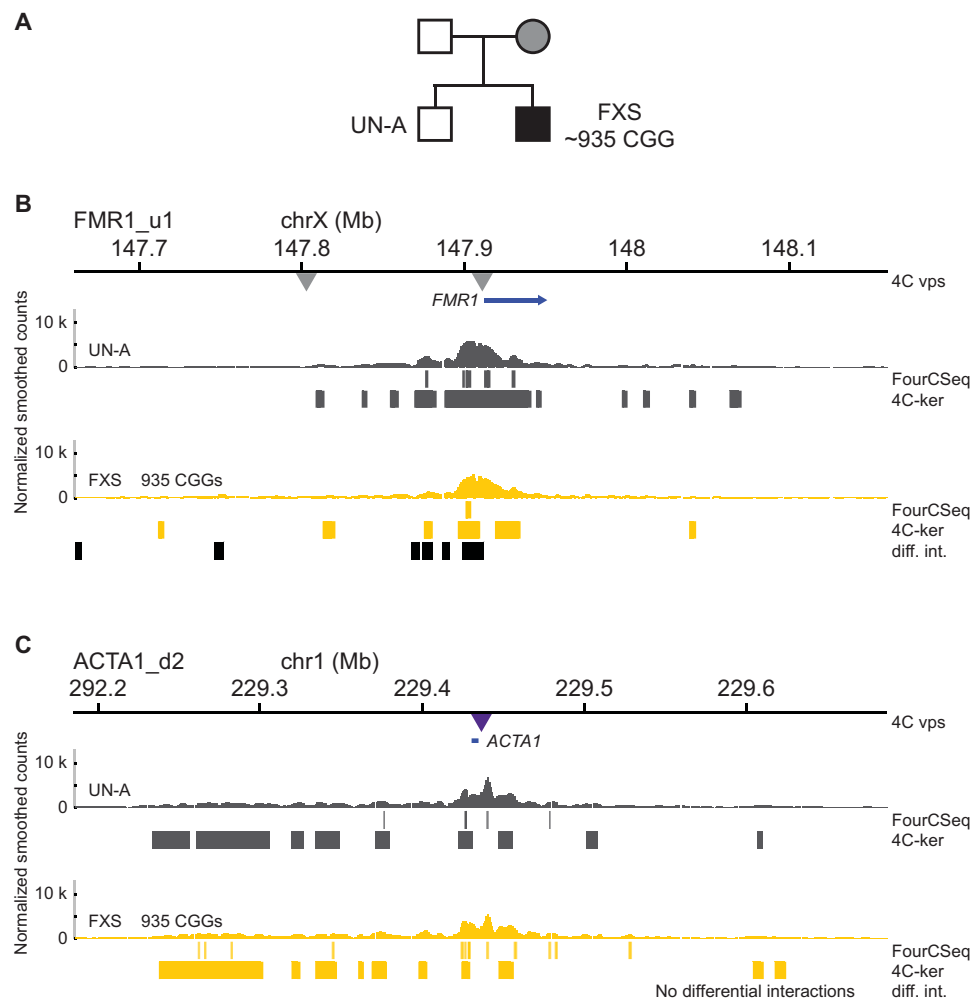 A
UN-A
FXS
~935 CGG
B
FMR1_u1 chrX (Mb)
147.7 147.8 147.9 148 148.1
4C vps
FMR1
Normalized smoothed counts
10 k
UN-A
0
FourCSeq
4C-ker
10 k
FXS 935 CGGs
0
FourCSeq
4C-ker
diff. int.
C
ACTA1_d2 chr1 (Mb)
292.2 229.3 229.4 229.5 229.6
4C vps
ACTA1
Normalized smoothed counts
10 k
UN-A
0
FourCSeq
4C-ker
10 k
FXS 935 CGGs
0
FourCSeq
4C-ker
No differential interactions diff. int.